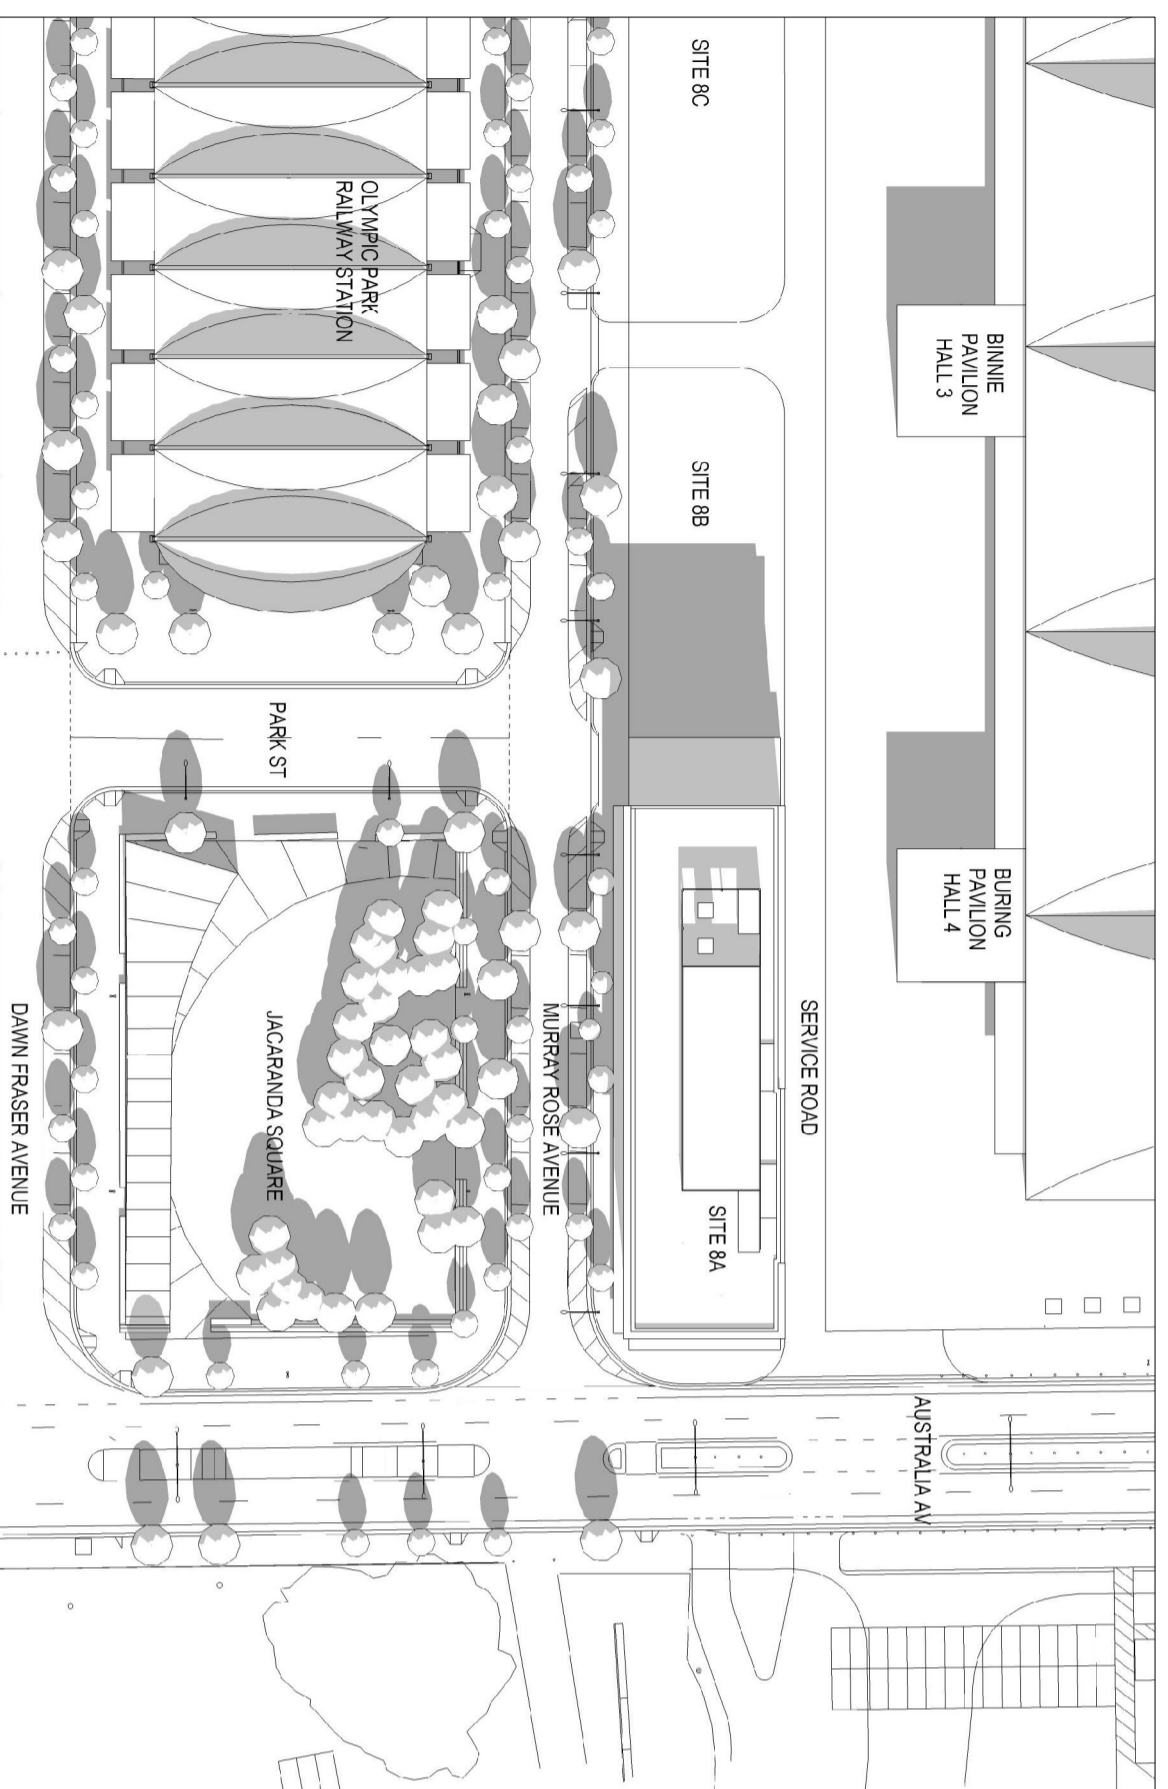 SITE 8C
OLYMPIC PARK
RAILWAY STATION
BINNIE
PAVILION
HALL 3
SITE 8B
PARK ST
BURING
PAVILION
HALL 4
SERVICE ROAD
MURRAY ROSE AVENUE
JACARANDA SQUARE
DAWN FRASER AVENUE
SITE 8A
AUSTRALIA AV